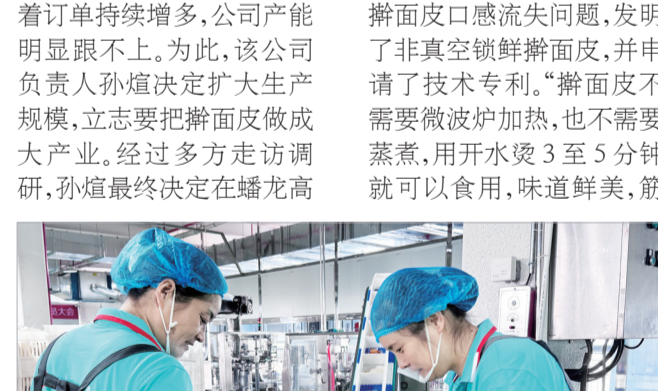 着订单持续增多,公司产能
明显跟不上。为此,该公司
负责人孙煊决定扩大生产
规模,立志要把擀面皮做成
大产业。经过多方走访调
研,孙煊最终决定在蟠龙高
擀面皮口感流失问题,发明
了非真空锁鲜擀面皮,并申
请了技术专利。“擀面皮不
需要微波炉加热,也不需要
蒸煮,用开水烫3至5分钟
就可以食用,味道鲜美,筋
员大会